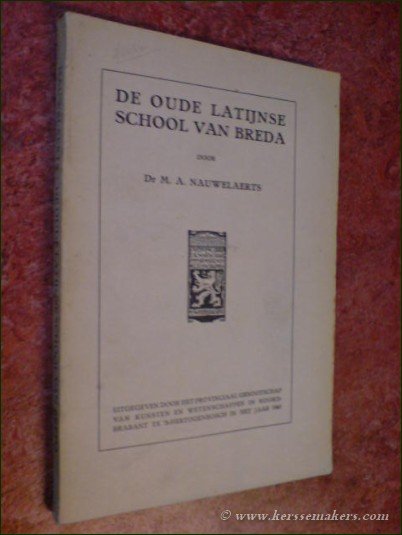 DE OUDE LATIJNSE
SCHOOL VAN BREDA
DOOR
Dr M. A. NAUWELAERTS
UITGEGEVEN DOOR HET PROVINCIAAL GENOOTSCHAP
VAN KUNSTEN EN WETENSCHAPPEN IN NOORD-
BRABANT TE 'S-HERTOGENBOSCH IN HET JAAR
© www.kerssemakers.com